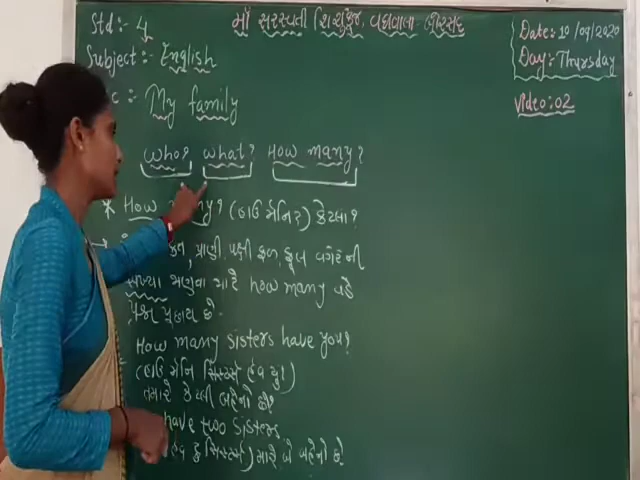 Std:- 4
માઁ સરસ્વતી વિદ્યાકુંજ, વડાવાલા બોરસદ
Date: 10/09/2020
Day:- Thursday
Subject:- English
Video:02
c :- My family
Who? what? How many?
* How many? (હાઉ મેનિ) કેટલા?
પ્રાણી, પક્ષી ફળ, ફૂલ વગેરેની
સંખ્યા જાણવા માટે how many વડે
પ્રશ્ન પૂછાય છે.
How many sisters have you?
(હાઉ મેનિ સિસ્ટર્સ હેવ યુ?)
તમારે કેટલી બહેનો છે?
have two sisters.
હેવ ટુ સિસ્ટર્સ) મારે બે બહેનો છે.